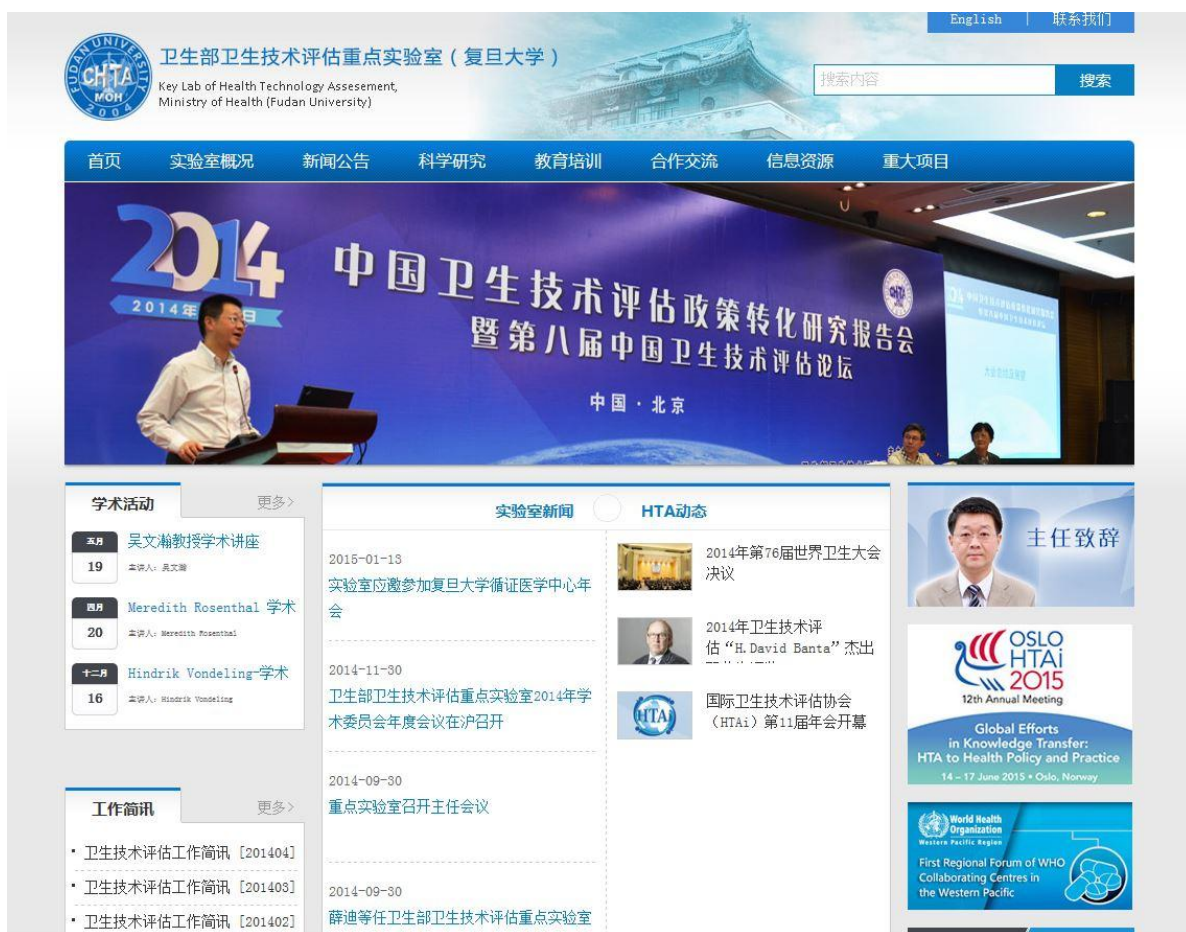 English | 联系我们
FUDAN UNIVERSITY
CHTA
MOH
2004
卫生部卫生技术评估重点实验室（复旦大学）
Key Lab of Health Technology Assesement,
Ministry of Health (Fudan University)
搜索内容
搜索
首页 实验室概况 新闻公告 科学研究 教育培训 合作交流 信息资源 重大项目
2014
2014年
中国卫生技术评估政策转化研究报告会
暨第八届中国卫生技术评估论坛
中国·北京
学术活动
更多>
五月
19
吴文瀚教授学术讲座
主讲人：吴文瀚
四月
20
Meredith Rosenthal 学术
主讲人：Meredith Rosenthal
十二月
16
Hindrik Vondeling-学术
主讲人：Hindrik Vondeling
工作简讯
更多>
卫生技术评估工作简讯 [201404]
卫生技术评估工作简讯 [201403]
卫生技术评估工作简讯 [201402]
实验室新闻
HTA动态
2015-01-13
实验室应邀参加复旦大学循证医学中心年
会
2014-11-30
卫生部卫生技术评估重点实验室2014年学
术委员会年度会议在沪召开
2014-09-30
重点实验室召开主任会议
2014-09-30
薛迪等任卫生部卫生技术评估重点实验室
2014年第76届世界卫生大会
决议
2014年卫生技术评
估“H.David Banta”杰出
HTAi
国际卫生技术评估协会
（HTAi）第11届年会开幕
主任致辞
OSLO
HTAi
2015
12th Annual Meeting
Global Efforts
in Knowledge Transfer:
HTA to Health Policy and Practice
14 – 17 June 2015 • Oslo, Norway
World Health
Organization
Western Pacific Region
First Regional Forum of WHO
Collaborating Centres in
the Western Pacific